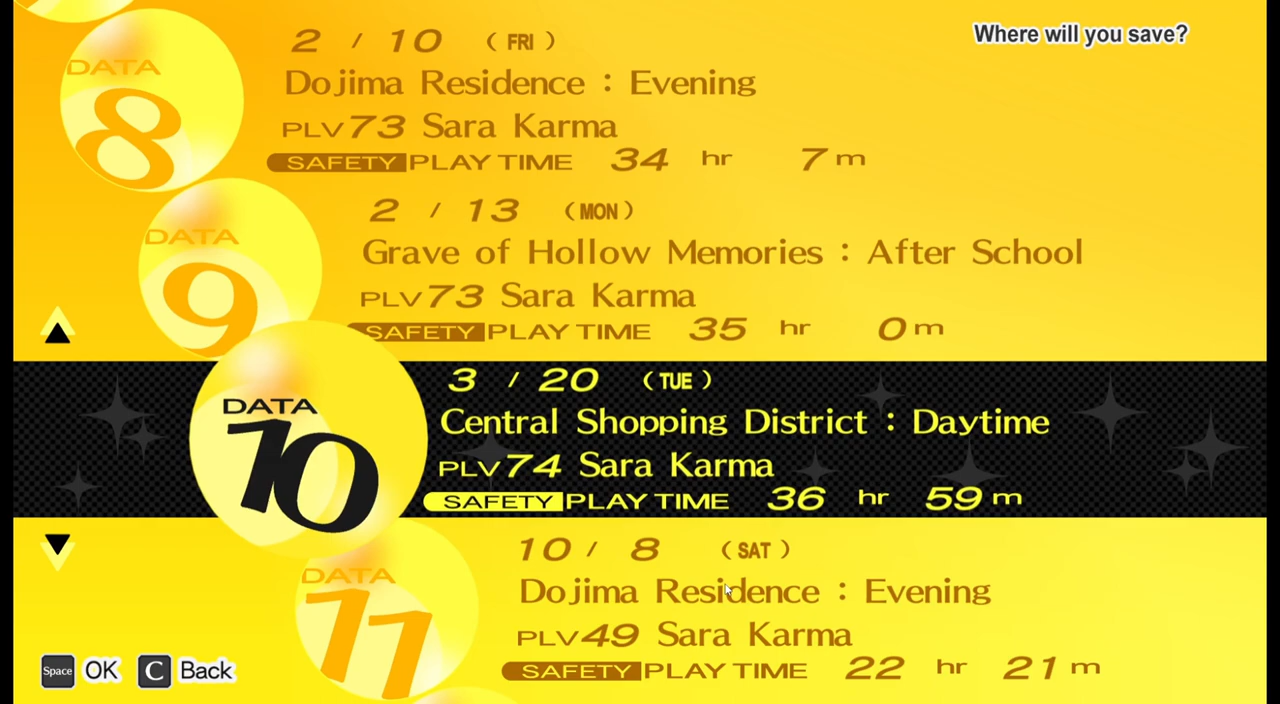 Where will you save?
DATA
8
2 / 10 (FRI)
Dojima Residence : Evening
PLV73 Sara Karma
SAFETY PLAY TIME 34 hr 7 m
DATA
9
2 / 13 (MON)
Grave of Hollow Memories : After School
PLV73 Sara Karma
SAFETY PLAY TIME 35 hr 0 m
DATA
10
3 / 20 (TUE)
Central Shopping District : Daytime
PLV74 Sara Karma
SAFETY PLAY TIME 36 hr 59 m
DATA
11
10 / 8 (SAT)
Dojima Residence : Evening
PLV49 Sara Karma
SAFETY PLAY TIME 22 hr 21 m
Space OK C Back